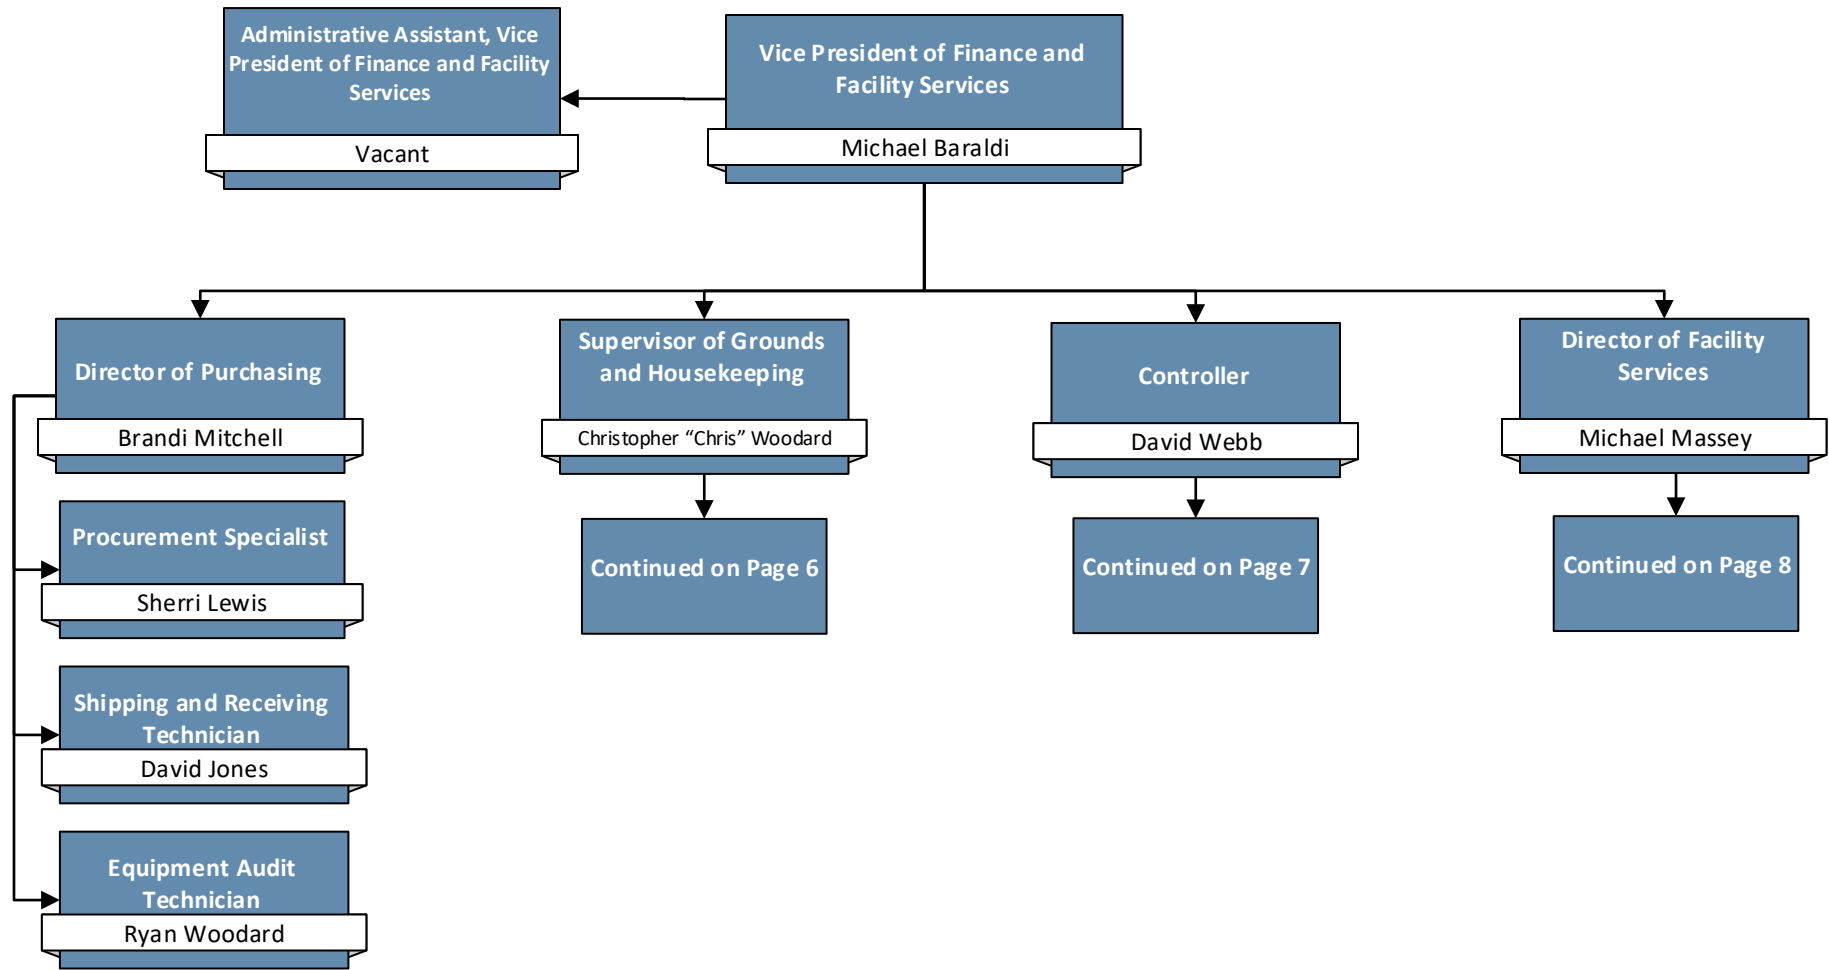 Administrative Assistant, Vice
President of Finance and Facility
Services
Vacant
Vice President of Finance and
Facility Services
Michael Baraldi
Director of Purchasing
Brandi Mitchell
Supervisor of Grounds
and Housekeeping
Christopher “Chris” Woodard
Controller
David Webb
Director of Facility
Services
Michael Massey
Procurement Specialist
Sherri Lewis
Continued on Page 6
Continued on Page 7
Continued on Page 8
Shipping and Receiving
Technician
David Jones
Equipment Audit
Technician
Ryan Woodard